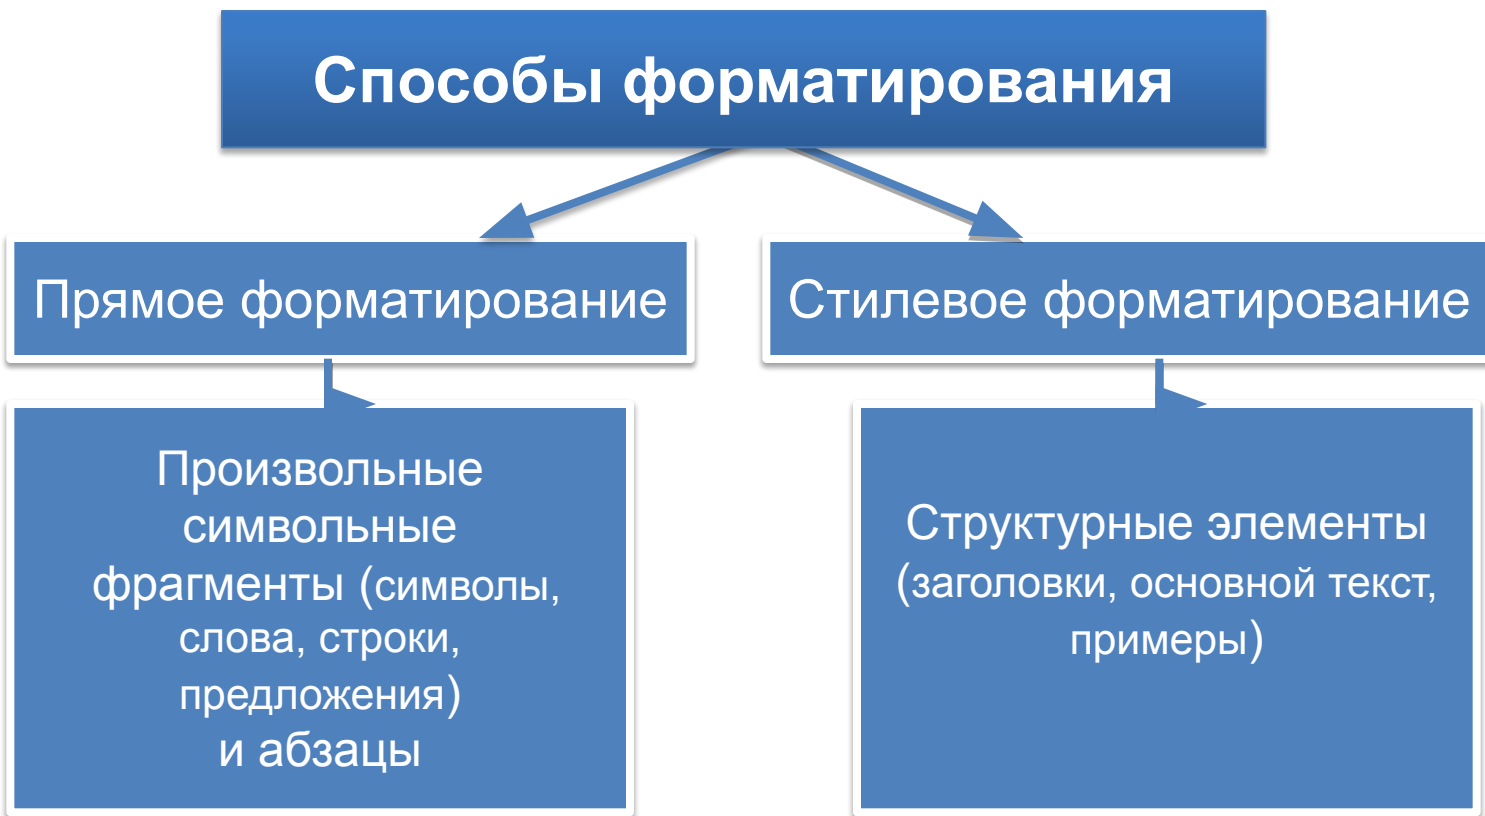 Способы форматирования
Прямое форматирование
Стилевое форматирование
Произвольные
символьные
фрагменты (символы,
слова, строки,
предложения)
и абзацы
Структурные элементы
(заголовки, основной текст,
примеры)